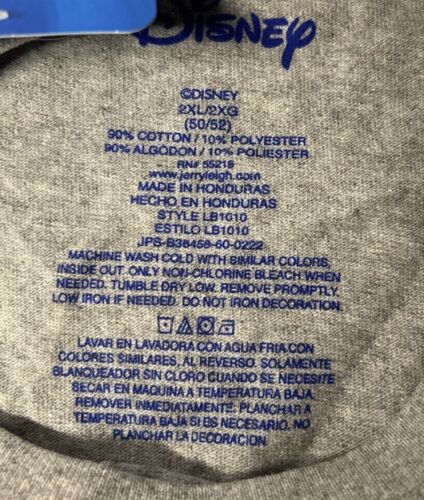 Disney
©DISNEY
2XL/2XG
(50/52)
90% COTTON / 10% POLYESTER
90% ALGODON / 10% POLIESTER
RN# 55219
www.jerryleigh.com
MADE IN HONDURAS
HECHO EN HONDURAS
STYLE LB1010
ESTILO LB1010
JPS-B38458-60-0222
MACHINE WASH COLD WITH SIMILAR COLORS,
INSIDE OUT. ONLY NON-CHLORINE BLEACH WHEN
NEEDED. TUMBLE DRY LOW. REMOVE PROMPTLY.
LOW IRON IF NEEDED. DO NOT IRON DECORATION.
LAVAR EN LAVADORA CON AGUA FRIA CON
COLORES SIMILARES, AL REVERSO. SOLAMENTE
BLANQUEADOR SIN CLORO CUANDO SE NECESITE
SECAR EN MAQUINA A TEMPERATURA BAJA
REMOVER INMEDIATAMENTE. PLANCHAR A
TEMPERATURA BAJA SI ES NECESARIO. NO
PLANCHAR LA DECORACION